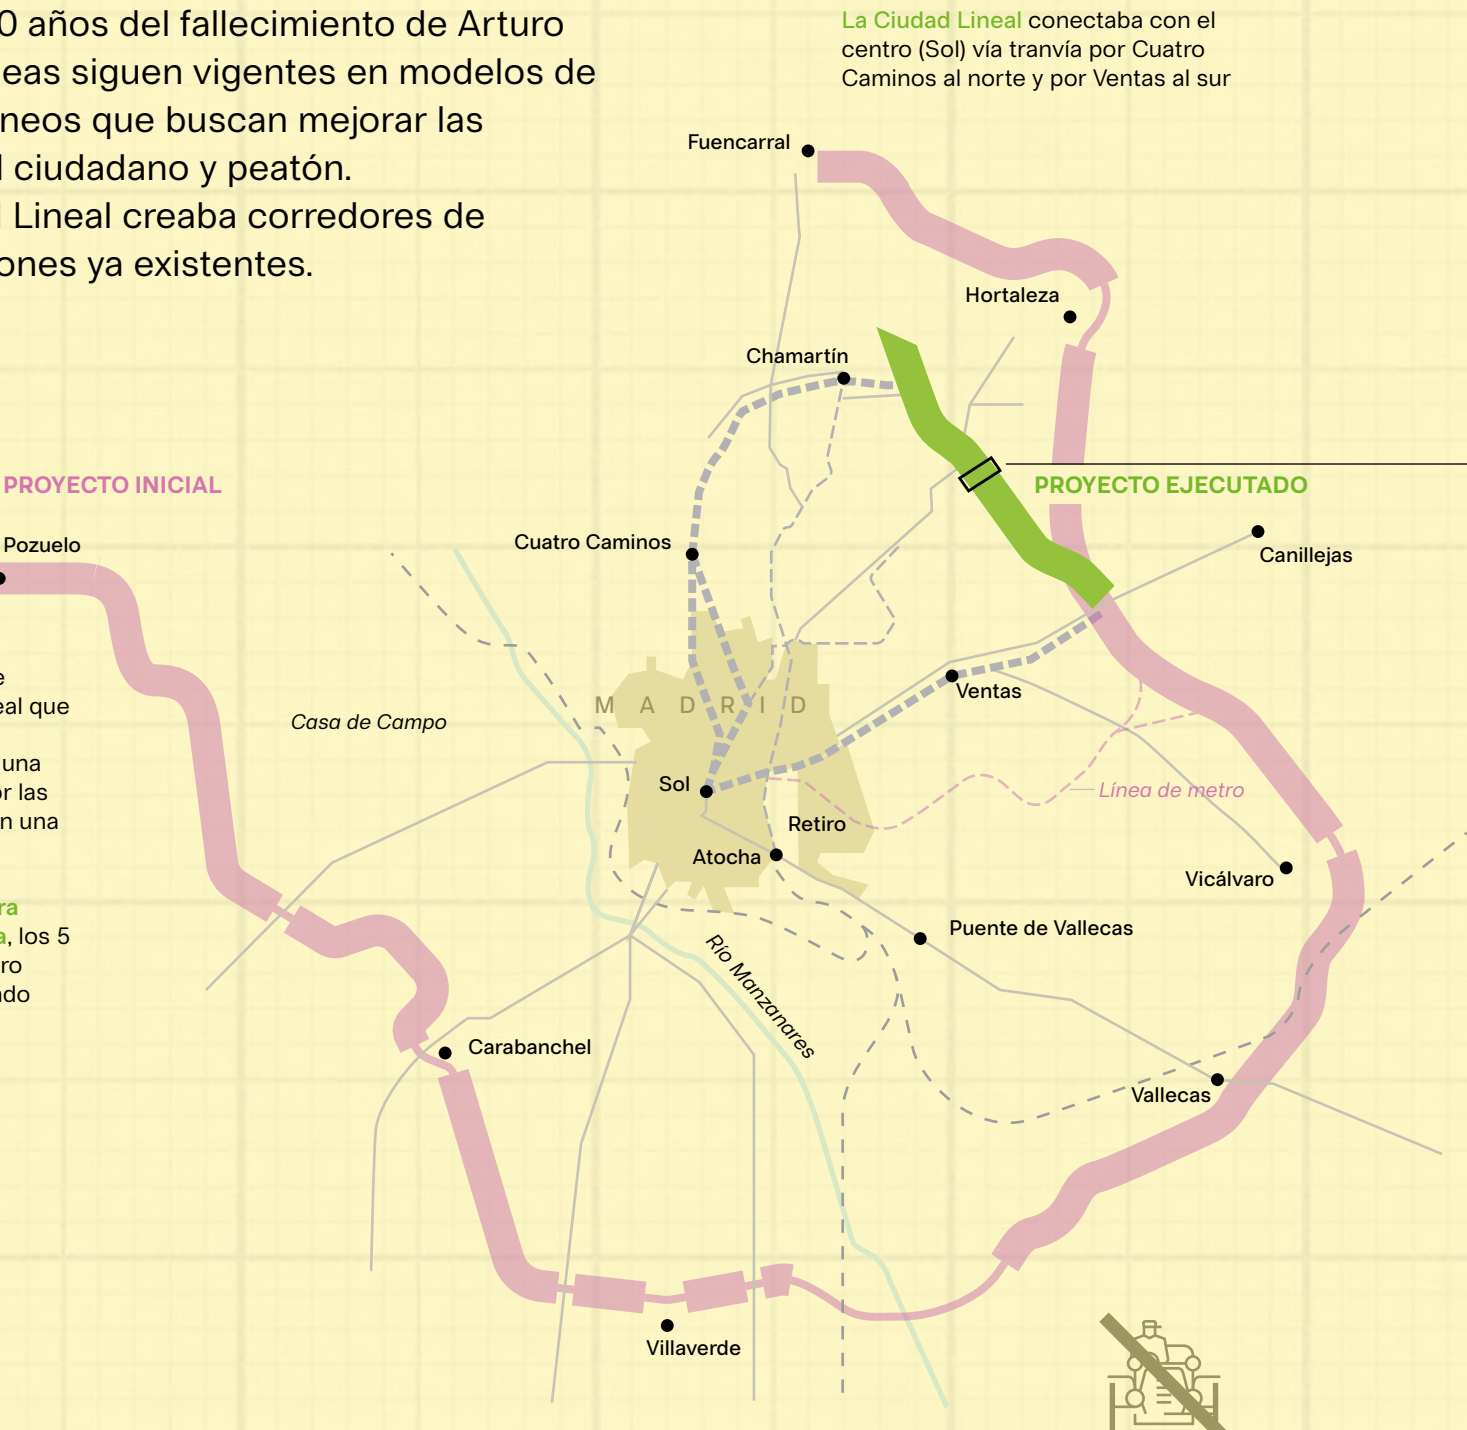 0 años del fallecimiento de Arturo
eas siguen vigentes en modelos de
neos que buscan mejorar las
l ciudadano y peatón.
l Lineal creaba corredores de
ones ya existentes.
La Ciudad Lineal conectaba con el
centro (Sol) vía tranvía por Cuatro
Caminos al norte y por Ventas al sur
Fuencarral
Hortaleza
Chamartín
PROYECTO INICIAL
PROYECTO EJECUTADO
Pozuelo
Cuatro Caminos
Canillejas
e
eal que
una
or las
n una
ra
a, los 5
ro
ado
Casa de Campo
MADRID
Ventas
Sol
Línea de metro
Retiro
Atocha
Vicálvaro
Puente de Vallecas
Río Manzanares
Carabanchel
Vallecas
Villaverde